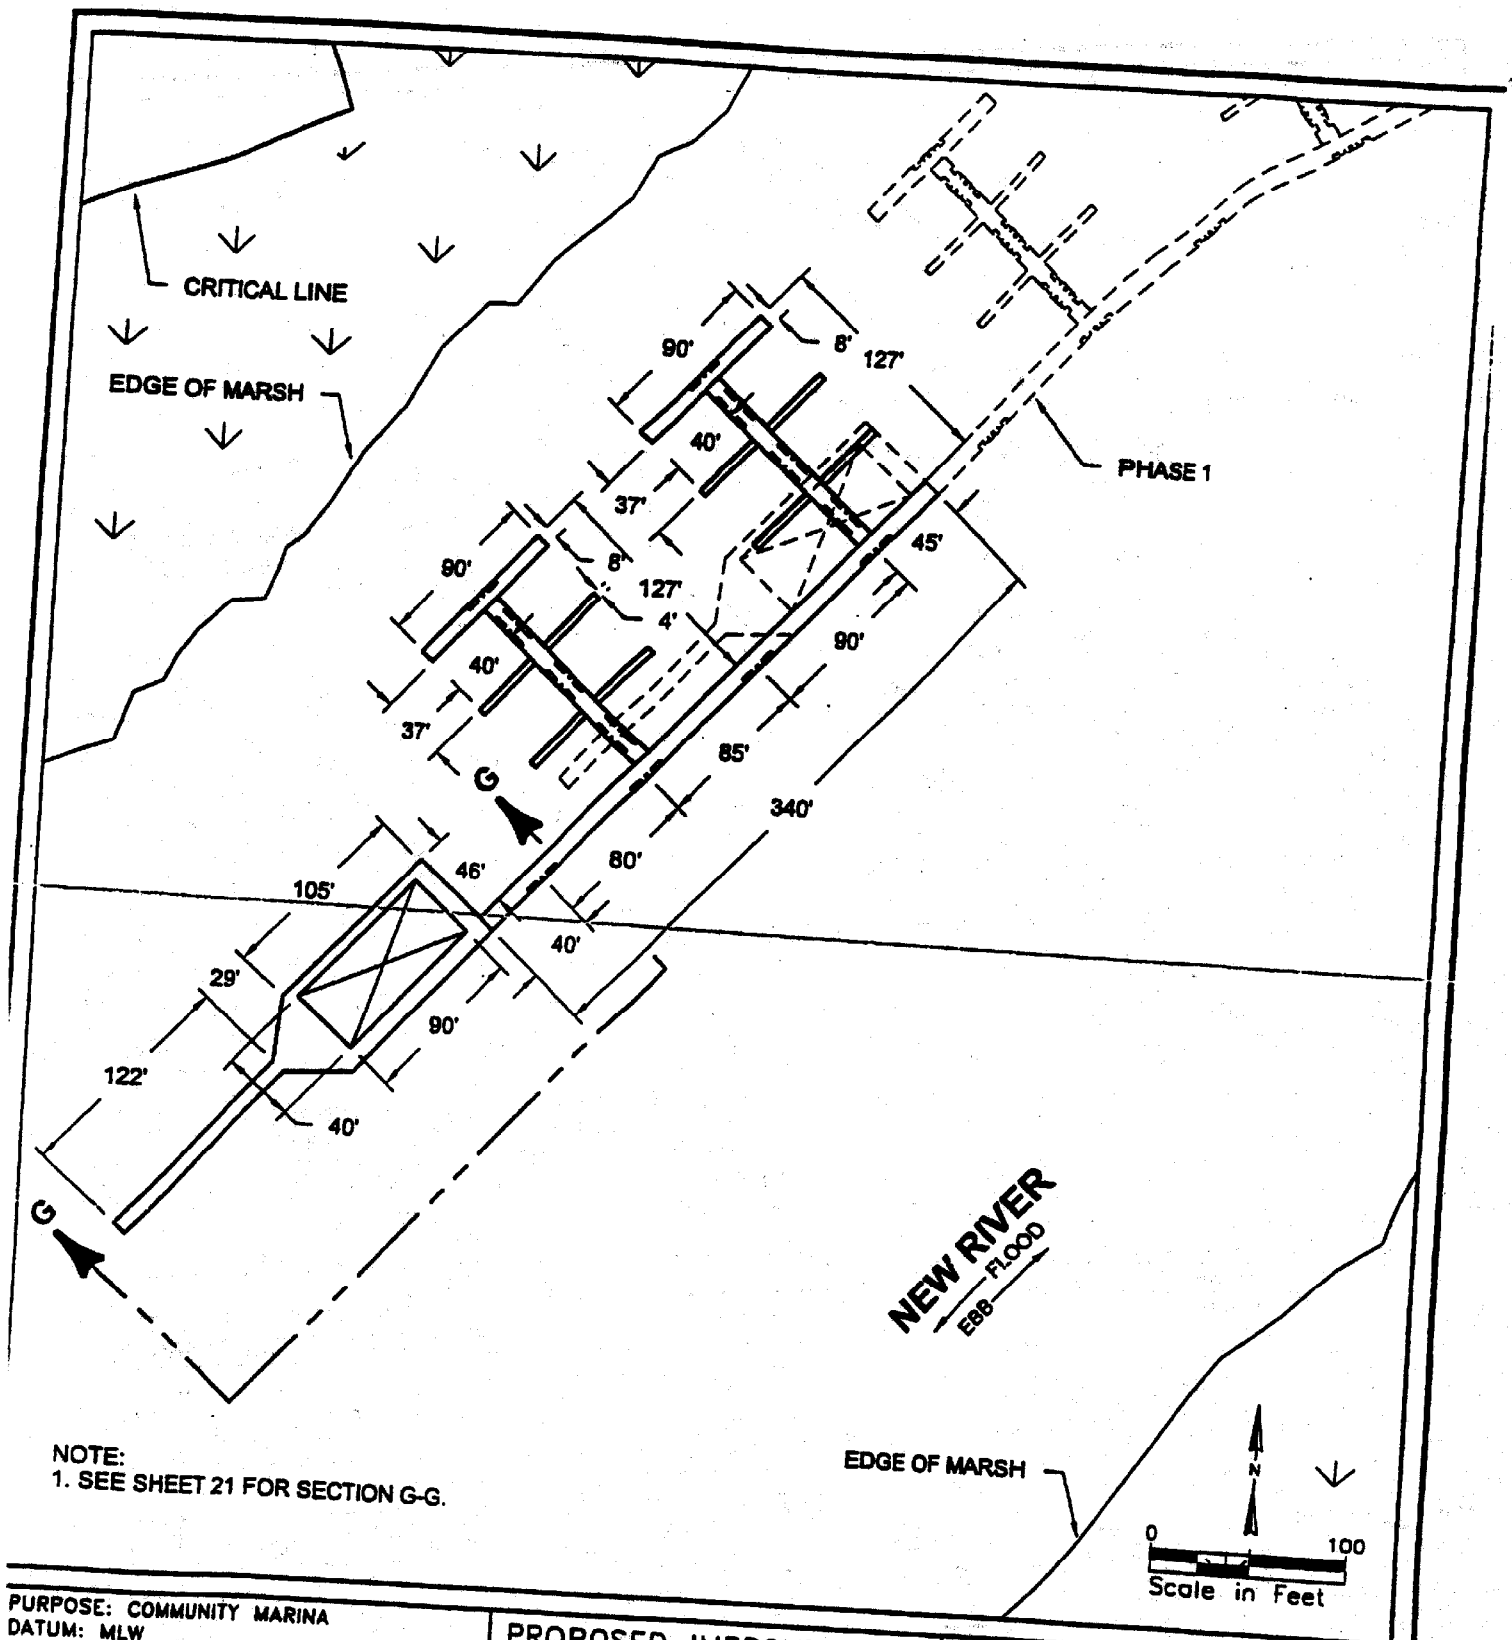 CRITICAL LINE
EDGE OF MARSH
90'
8'
127'
40'
37'
PHASE 1
45'
90'
8'
127'
4'
90'
40'
37'
85'
340'
G
80'
46'
105'
40'
29'
90'
122'
40'
G
NEW RIVER
FLOOD
EBB
NOTE:
1. SEE SHEET 21 FOR SECTION G-G.
EDGE OF MARSH
N
0 100
Scale in Feet
PURPOSE: COMMUNITY MARINA
DATUM: MLW
PROPOSED